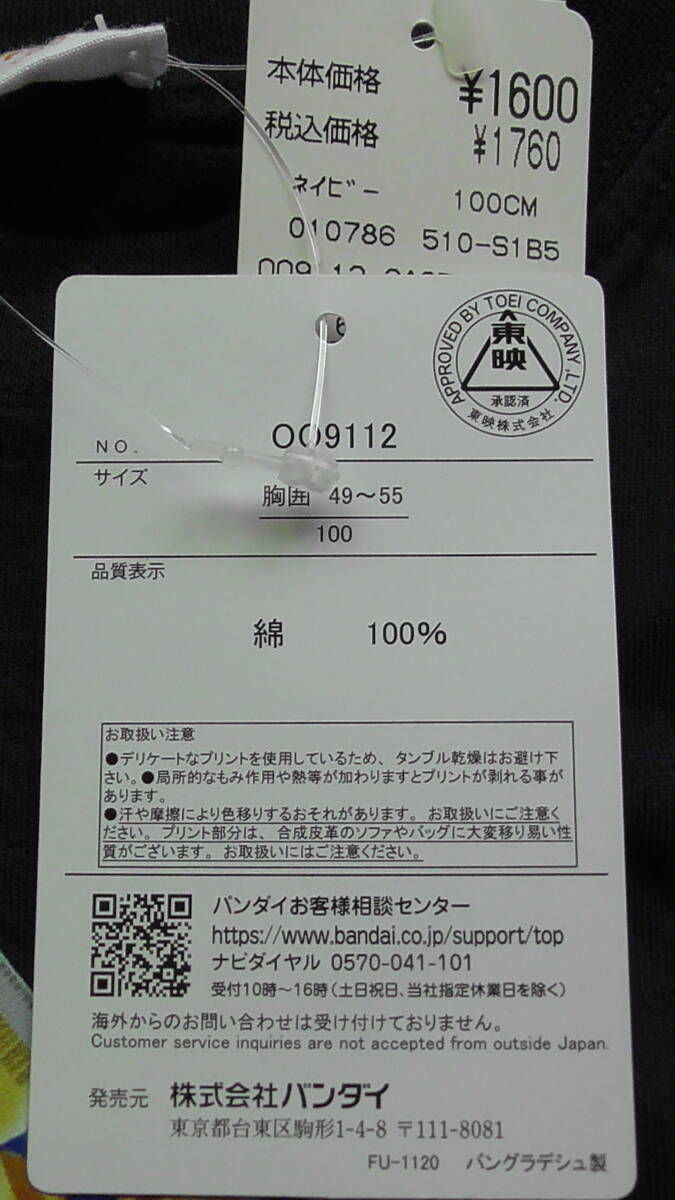 本体価格 ¥1600
税込価格 ¥1760
ネイビー 100CM
010786 510-S1B5
APPROVED BY TOEI COMPANY,LTD.
東映
承認済
東映株式会社
NO. OO9112
サイズ
胸囲 49～55
100
品質表示
綿 100%
お取扱い注意
●デリケートなプリントを使用しているため、タンブル乾燥はお避け下
さい。●局所的なもみ作用や熱等が加わりますとプリントが剥れる事が
あります。
●汗や摩擦により色移りするおそれがあります。お取扱いにご注意く
ださい。プリント部分は、合成皮革のソファやバッグに大変移り易い性
質がございます。お取扱いにはご注意ください。
バンダイお客様相談センター
https://www.bandai.co.jp/support/top
ナビダイヤル 0570-041-101
受付10時～16時(土日祝日、当社指定休業日を除く)
海外からのお問い合わせは受け付けておりません。
Customer service inquiries are not accepted from outside Japan.
発売元 株式会社バンダイ
東京都台東区駒形1-4-8 〒111-8081
FU-1120 バングラデシュ製